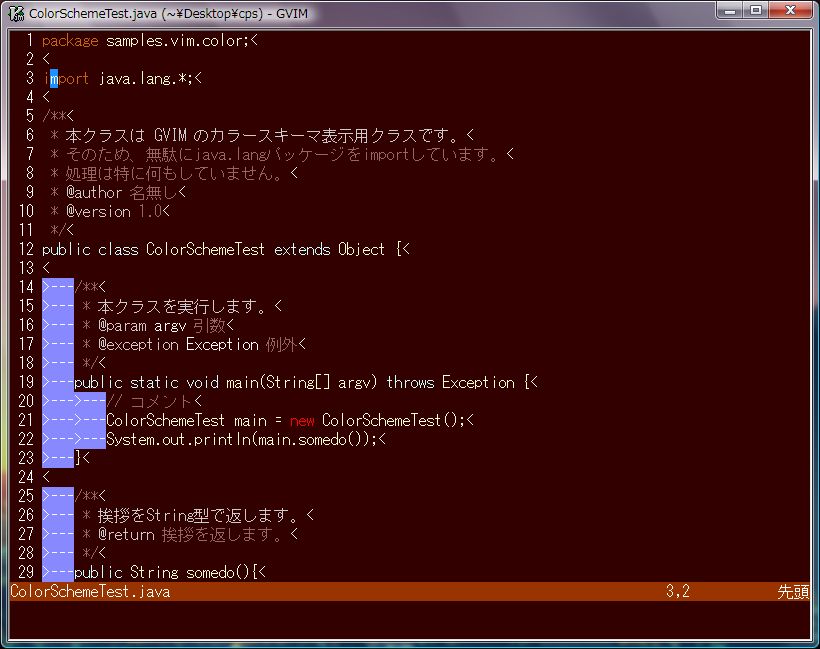 ColorSchemeTest.java (~¥Desktop¥cps) - GVIM
1 package samples.vim.color;<
2 <
3 import java.lang.*;<
4 <
5 /**<
6  * 本クラスは GVIM のカラースキーマ表示用クラスです。<
7  * そのため、無駄にjava.langパッケージをimportしています。<
8  * 処理は特に何もしていません。<
9  * @author 名無し<
10  * @version 1.0<
11  */<
12 public class ColorSchemeTest extends Object {<
13 <
14 >---/**<
15 >--- * 本クラスを実行します。<
16 >--- * @param argv 引数<
17 >--- * @exception Exception 例外<
18 >--- */<
19 >---public static void main(String[] argv) throws Exception {<
20 >--->---// コメント<
21 >--->---ColorSchemeTest main = new ColorSchemeTest();<
22 >--->---System.out.println(main.somedo());<
23 >---}<
24 <
25 >---/**<
26 >--- * 挨拶をString型で返します。<
27 >--- * @return 挨拶を返します。<
28 >--- */<
29 >---public String somedo()[<
ColorSchemeTest.java 3,2 先頭